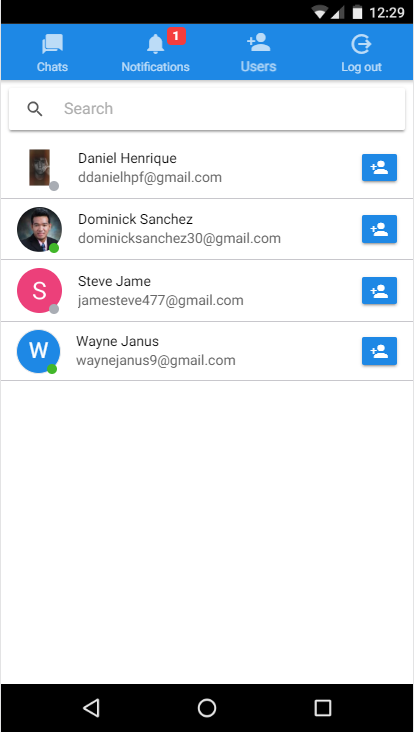 12:29
1
Chats
Notifications
Users
Log out
Search
Daniel Henrique
ddanielhpf@gmail.com
Dominick Sanchez
dominicksanchez30@gmail.com
S
Steve Jame
jamesteve477@gmail.com
W
Wayne Janus
waynejanus9@gmail.com